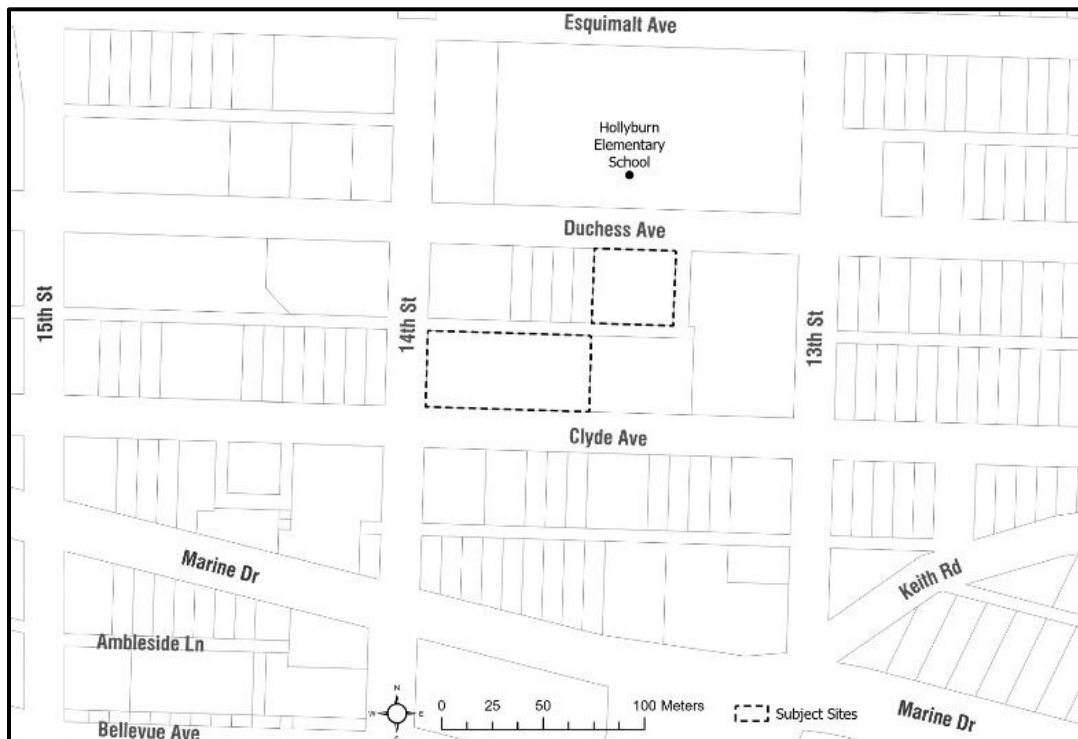 Esquimalt Ave
Hollyburn
Elementary
School
Duchess Ave
15th St
14th St
13th St
Clyde Ave
Marine Dr
Keith Rd
Ambleside Ln
N
W E
S
0 25 50 100 Meters
Subject Sites
Marine Dr
Bellevue Ave